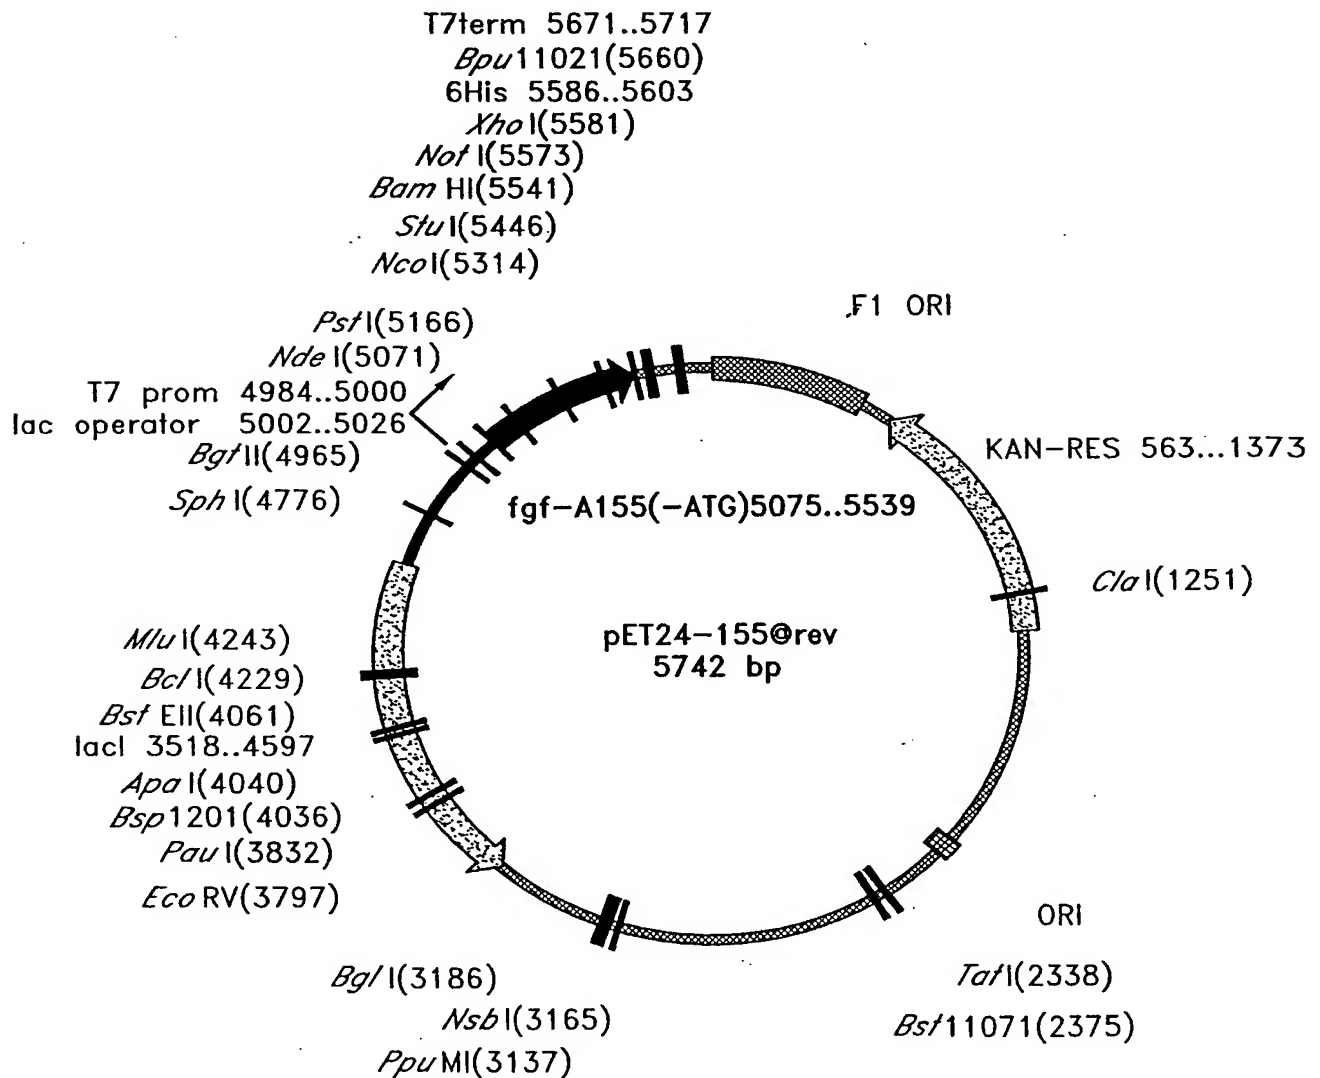 T7term 5671..5717
Bpu11021(5660)
6His 5586..5603
XhoI(5581)
NotI(5573)
BamHI(5541)
StuI(5446)
NcoI(5314)
PstI(5166)
NdeI(5071)
T7 prom 4984..5000
lac operator 5002..5026
BgtII(4965)
SphI(4776)
F1 ORI
KAN-RES 563...1373
fgf-A155(-ATG)5075..5539
ClaI(1251)
pET24-155@rev
5742 bp
MluI(4243)
BclI(4229)
BstEII(4061)
lacI 3518..4597
ApaI(4040)
Bsp1201(4036)
PauI(3832)
EcoRV(3797)
BglI(3186)
NsbI(3165)
PpuMI(3137)
ORI
TatI(2338)
Bst11071(2375)